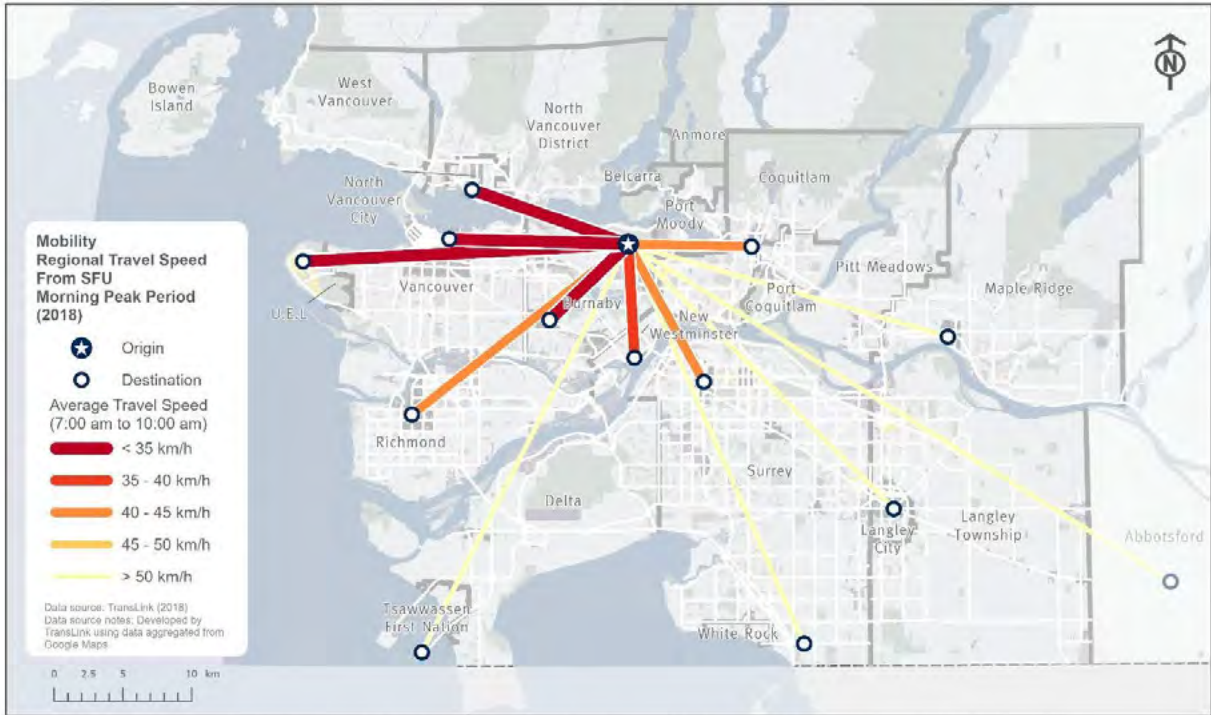 N
Bowen
Island
West
Vancouver
North
Vancouver
District
Anmore
Belcarra
Coquitlam
North
Vancouver
City
Port
Moody
Pitt Meadows
Maple Ridge
Vancouver
Burnaby
Port
Coquitlam
U.E.L
New
Westminster
Richmond
Surrey
Delta
Langley
City
Langley
Township
Abbotsford
Tsawwassen
First Nation
White Rock
Mobility
Regional Travel Speed
From SFU
Morning Peak Period
(2018)
Origin
Destination
Average Travel Speed
(7:00 am to 10:00 am)
< 35 km/h
35 - 40 km/h
40 - 45 km/h
45 - 50 km/h
> 50 km/h
Data source: TransLink (2018)
Data source notes: Developed by
TransLink using data aggregated from
Google Maps
0 2.5 5 10 km